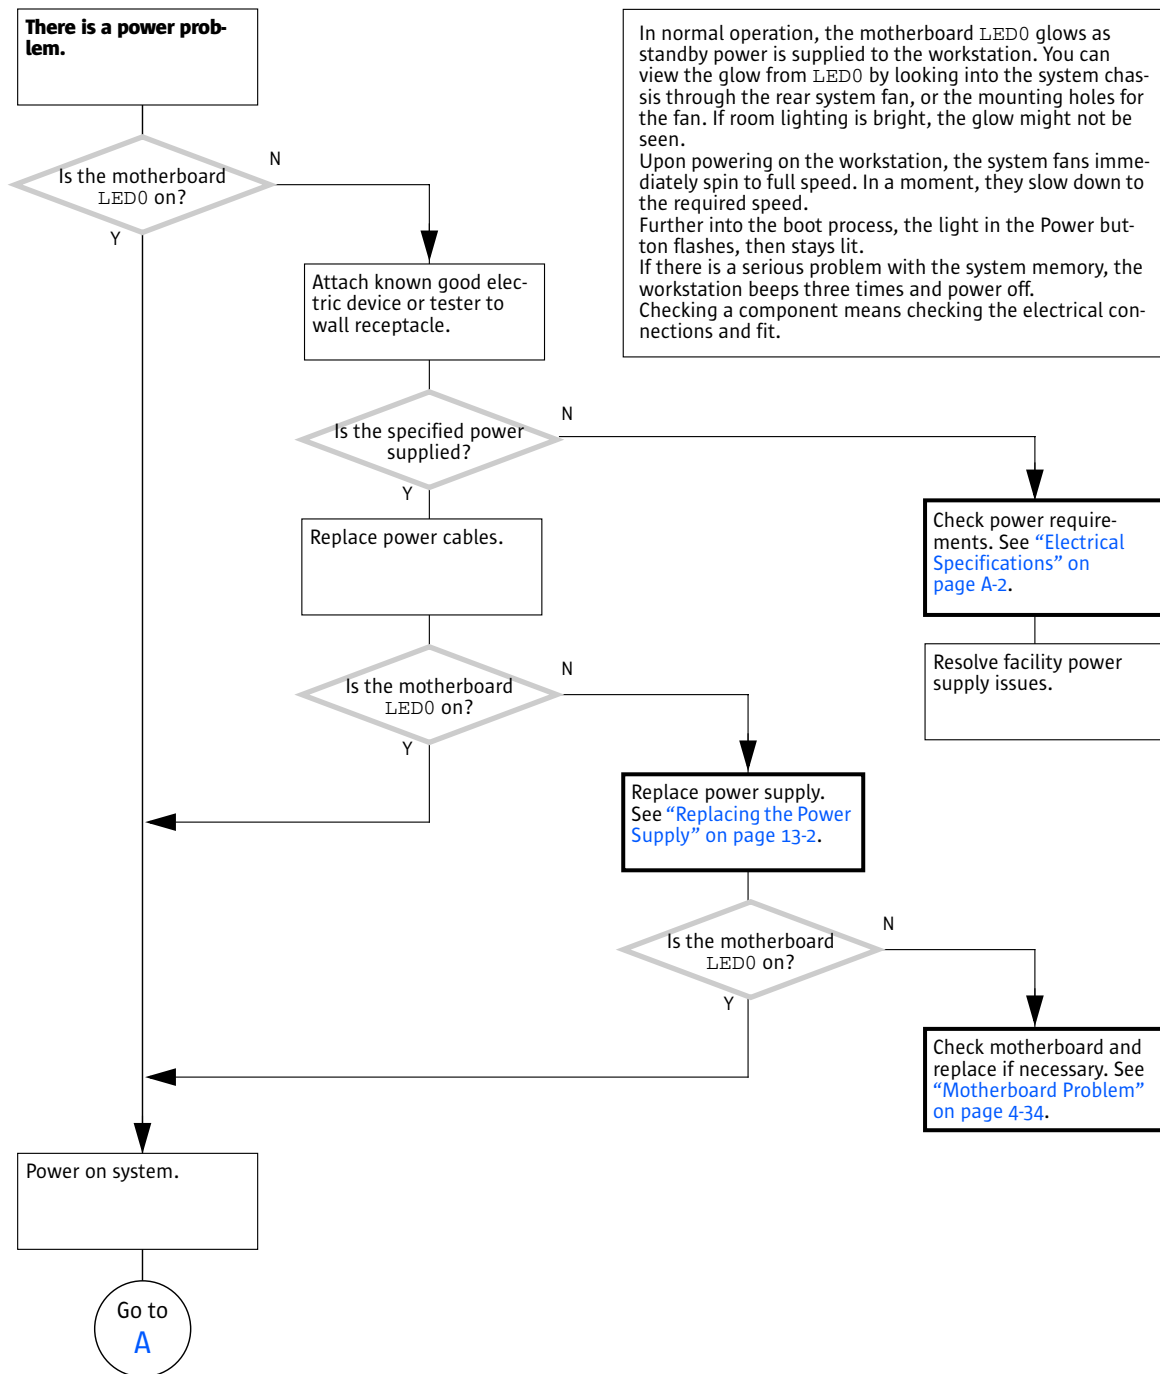 There is a power prob-
lem.
In normal operation, the motherboard LED0 glows as
standby power is supplied to the workstation. You can
view the glow from LED0 by looking into the system chas-
sis through the rear system fan, or the mounting holes for
the fan. If room lighting is bright, the glow might not be
seen.
Upon powering on the workstation, the system fans imme-
diately spin to full speed. In a moment, they slow down to
the required speed.
Further into the boot process, the light in the Power but-
ton flashes, then stays lit.
If there is a serious problem with the system memory, the
workstation beeps three times and power off.
Checking a component means checking the electrical con-
nections and fit.
Is the motherboard
LED0 on?
N
Y
Attach known good elec-
tric device or tester to
wall receptacle.
Is the specified power
supplied?
N
Y
Check power require-
ments. See “Electrical
Specifications” on
page A-2.
Resolve facility power
supply issues.
Replace power cables.
Is the motherboard
LED0 on?
N
Y
Replace power supply.
See “Replacing the Power
Supply” on page 13-2.
Is the motherboard
LED0 on?
N
Y
Check motherboard and
replace if necessary. See
“Motherboard Problem”
on page 4-34.
Power on system.
Go to
A